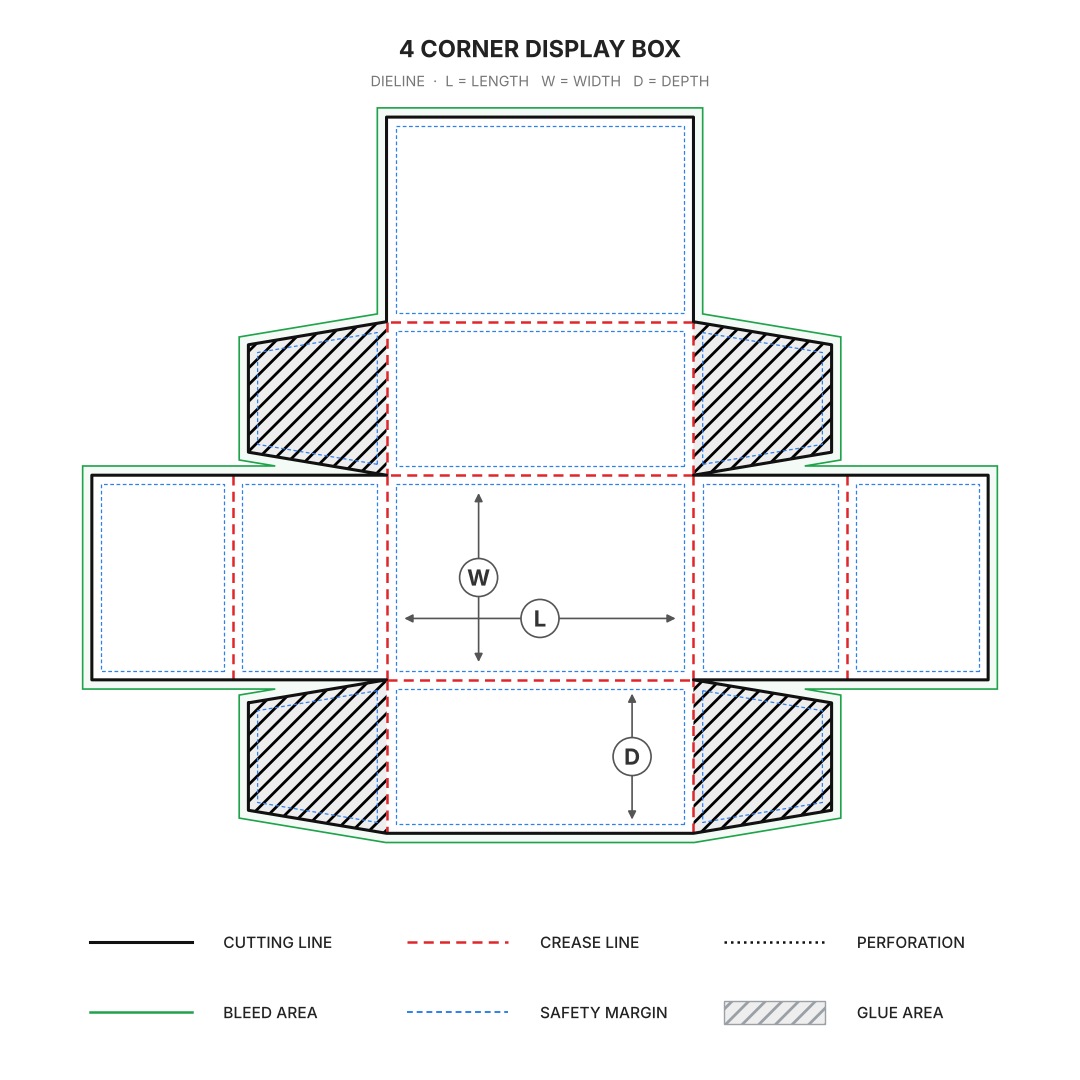 4 CORNER DISPLAY BOX
DIELINE · L = LENGTH W = WIDTH D = DEPTH
W
L
D
CUTTING LINE
CREASE LINE
PERFORATION
BLEED AREA
SAFETY MARGIN
GLUE AREA